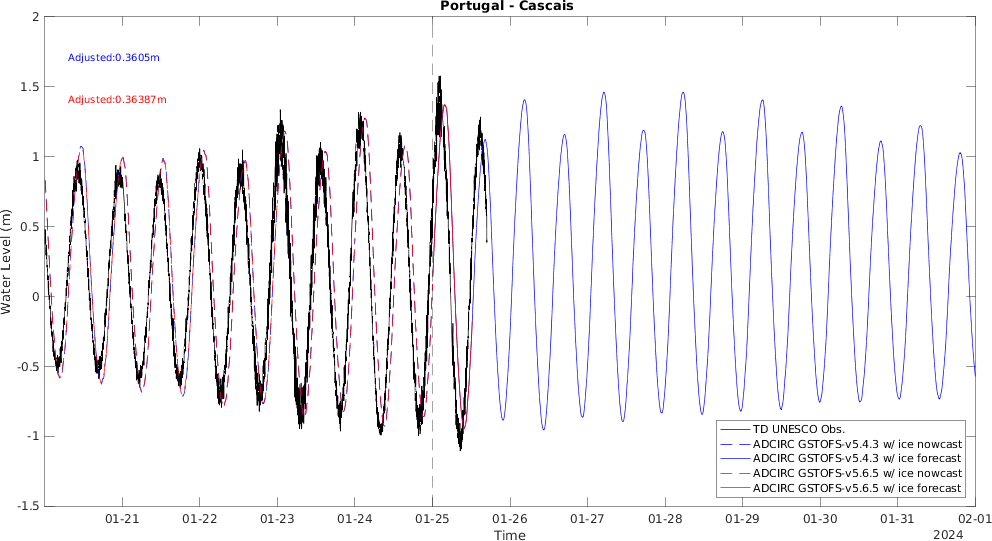 Portugal - Cascais
2
1.5
1
0.5
0
-0.5
-1
-1.5
Water Level (m)
Adjusted:0.3605m
Adjusted:0.36387m
TD UNESCO Obs.
ADCIRC GSTOFS-v5.4.3 w/ ice nowcast
ADCIRC GSTOFS-v5.4.3 w/ ice forecast
ADCIRC GSTOFS-v5.6.5 w/ ice nowcast
ADCIRC GSTOFS-v5.6.5 w/ ice forecast
01-21 01-22 01-23 01-24 01-25 01-26 01-27 01-28 01-29 01-30 01-31 02-01
Time
2024